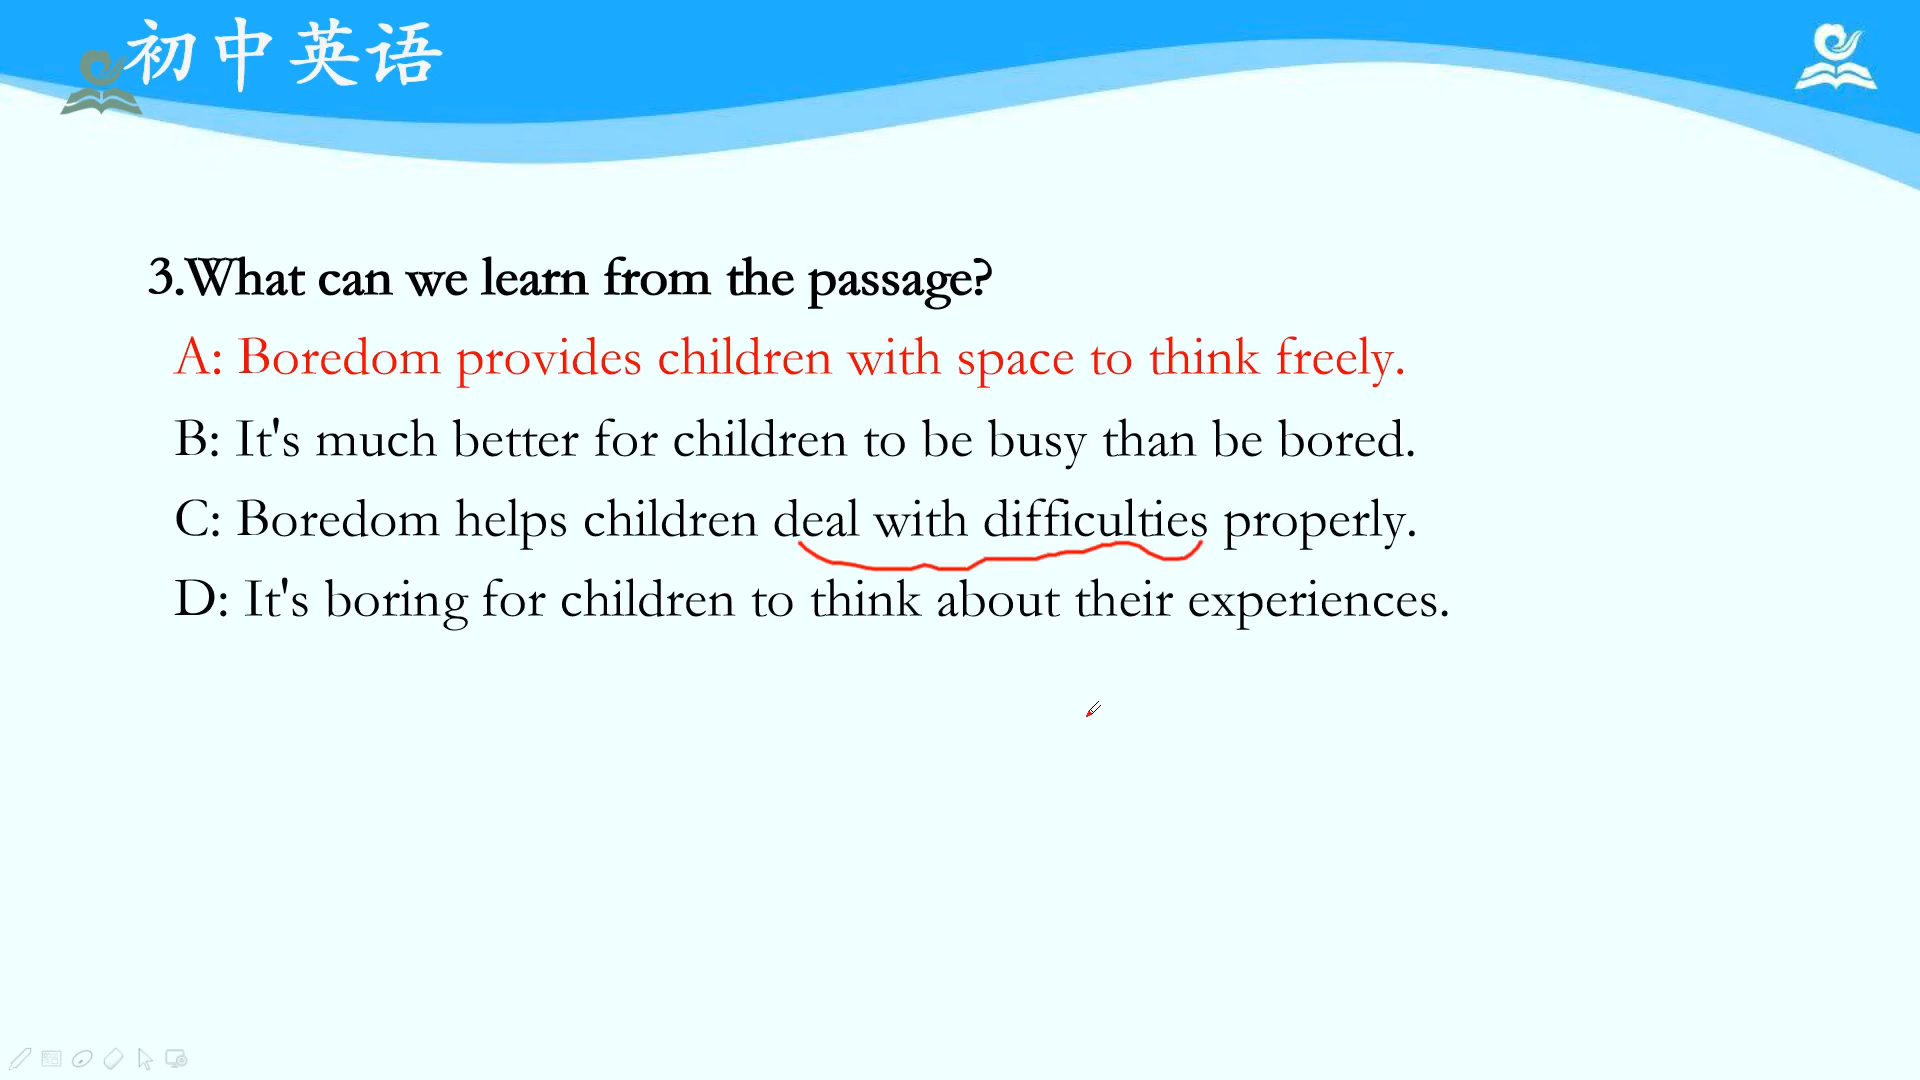 初中英语
3.What can we learn from the passage?
A: Boredom provides children with space to think freely.
B: It's much better for children to be busy than be bored.
C: Boredom helps children deal with difficulties properly.
D: It's boring for children to think about their experiences.